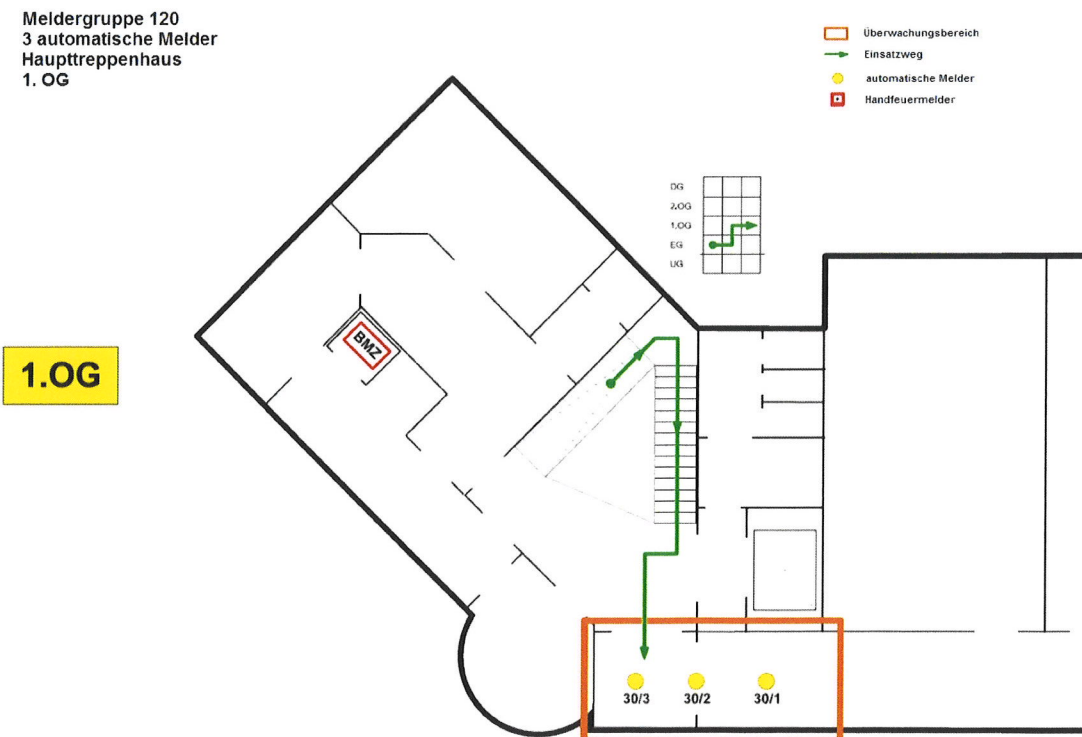 Meldergruppe 120
3 automatische Melder
Haupttreppenhaus
1. OG
Überwachungsbereich
Einsatzweg
automatische Melder
Handfeuermelder
DG
2.OG
1.OG
EG
UG
BMZ
1.OG
30/3 30/2 30/1